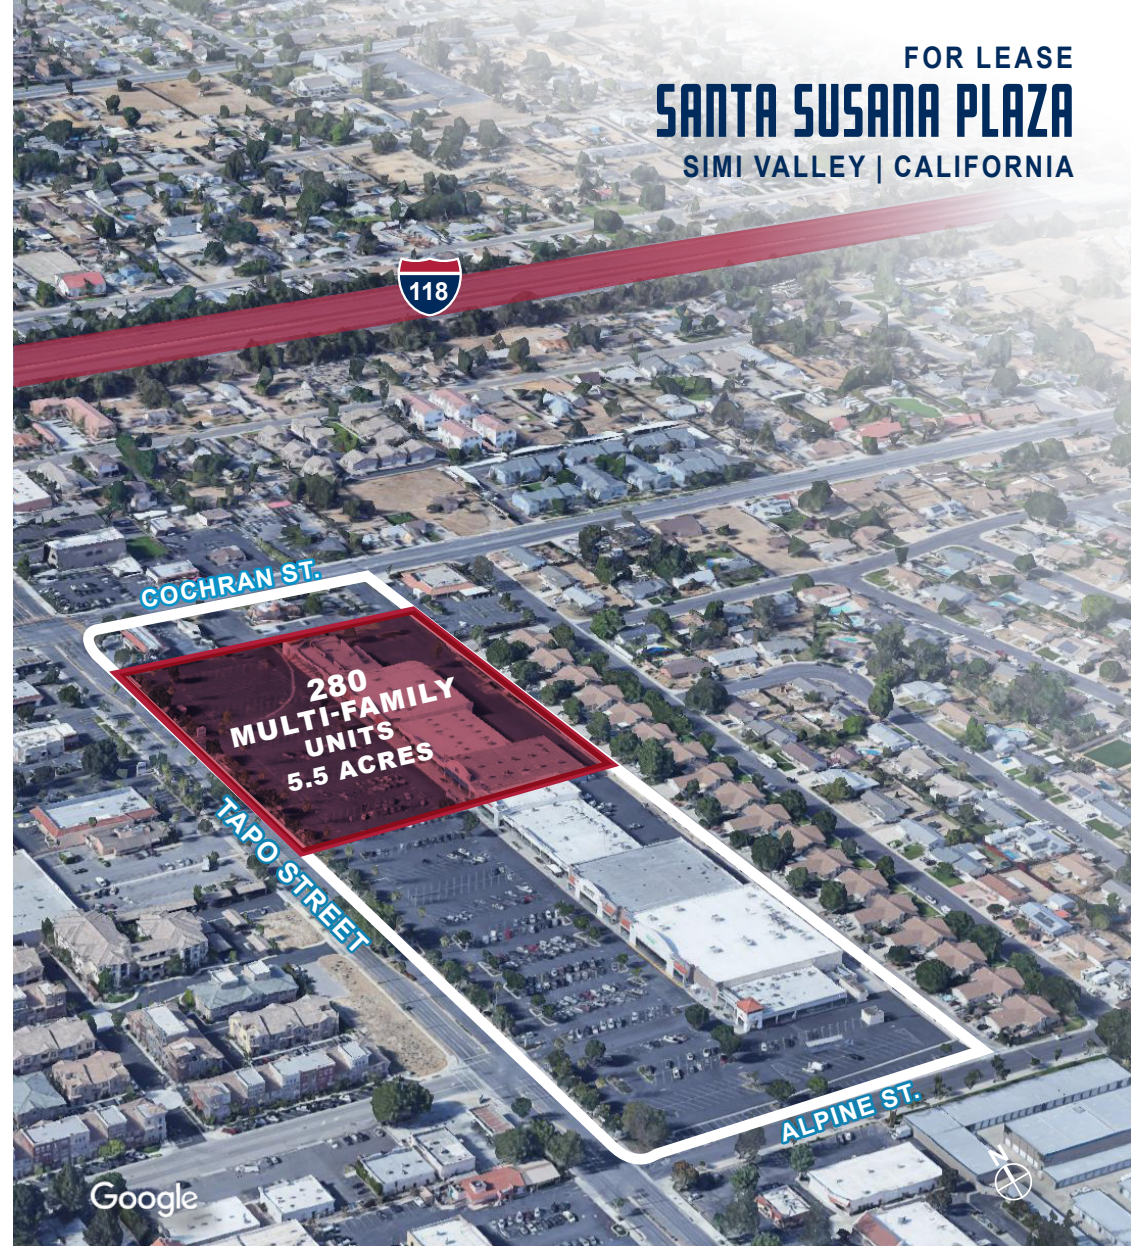 FOR LEASE
SANTA SUSANA PLAZA
SIMI VALLEY | CALIFORNIA
118
COCHRAN ST.
280
MULTI-FAMILY
UNITS
5.5 ACRES
TAPO STREET
ALPINE ST.
N
Google